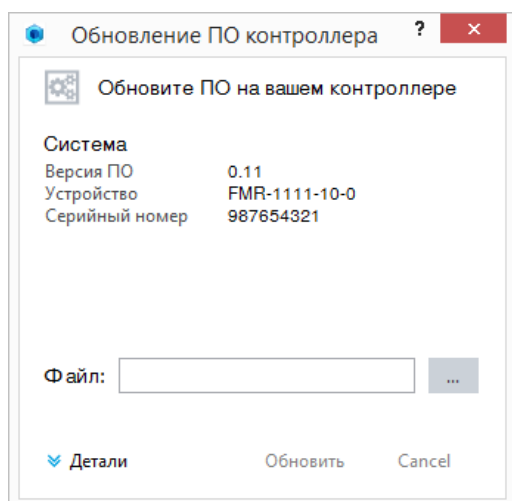 Обновление ПО контроллера ? ×
Обновите ПО на вашем контроллере
Система
Версия ПО 0.11
Устройство FMR-1111-10-0
Серийный номер 987654321
Файл: ...
Детали Обновить Cancel